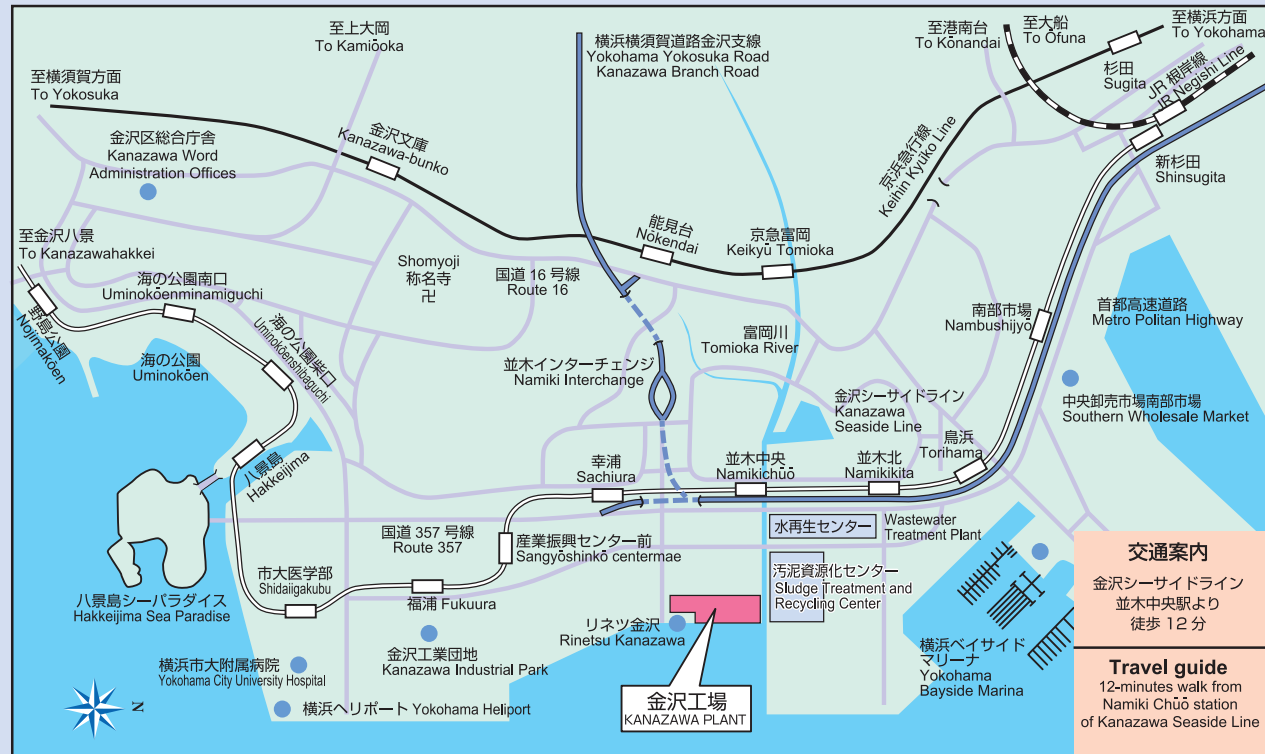 至上大岡
To Kamiōoka
横浜横須賀道路金沢支線
Yokohama Yokosuka Road
Kanazawa Branch Road
至港南台
To Kōnandai
至大船
To Ōfuna
至横浜方面
To Yokohama
杉田
Sugita
JR 根岸線
JR Negishi Line
至横須賀方面
To Yokosuka
金沢区総合庁舎
Kanazawa Word
Administration Offices
金沢文庫
Kanazawa-bunko
京浜急行線
Keihin Kyūko Line
新杉田
Shinsugita
至金沢八景
To Kanazawahakkei
能見台
Nōkendai
京急富岡
Keikyū Tomioka
Shomyoji
称名寺
卍
国道 16 号線
Route 16
海の公園南口
Uminokōenminamiguchi
野島公園
Nojimakōen
海の公園
Uminokōen
海の公園柴口
Uminokōenshibaguchi
富岡川
Tomioka River
南部市場
Nambushijyō
首都高速道路
Metro Politan Highway
並木インターチェンジ
Namiki Interchange
金沢シーサイドライン
Kanazawa
Seaside Line
中央卸売市場南部市場
Southern Wholesale Market
八景島
Hakkeijima
幸浦
Sachiura
並木中央
Namikichūō
並木北
Namikikita
鳥浜
Torihama
国道 357 号線
Route 357
産業振興センター前
Sangyōshinkō centermae
水再生センター
Wastewater
Treatment Plant
汚泥資源化センター
Sludge Treatment and
Recycling Center
市大医学部
Shidaiigakubu
福浦 Fukuura
八景島シーパラダイス
Hakkeijima Sea Paradise
リネツ金沢
Rinetsu Kanazawa
金沢工業団地
Kanazawa Industrial Park
横浜市大附属病院
Yokohama City University Hospital
横浜ヘリポート Yokohama Heliport
N
金沢工場
KANAZAWA PLANT
横浜ベイサイド
マリーナ
Yokohama
Bayside Marina
交通案内
金沢シーサイドライン
並木中央駅より
徒歩 12 分
Travel guide
12-minutes walk from
Namiki Chūō station
of Kanazawa Seaside Line